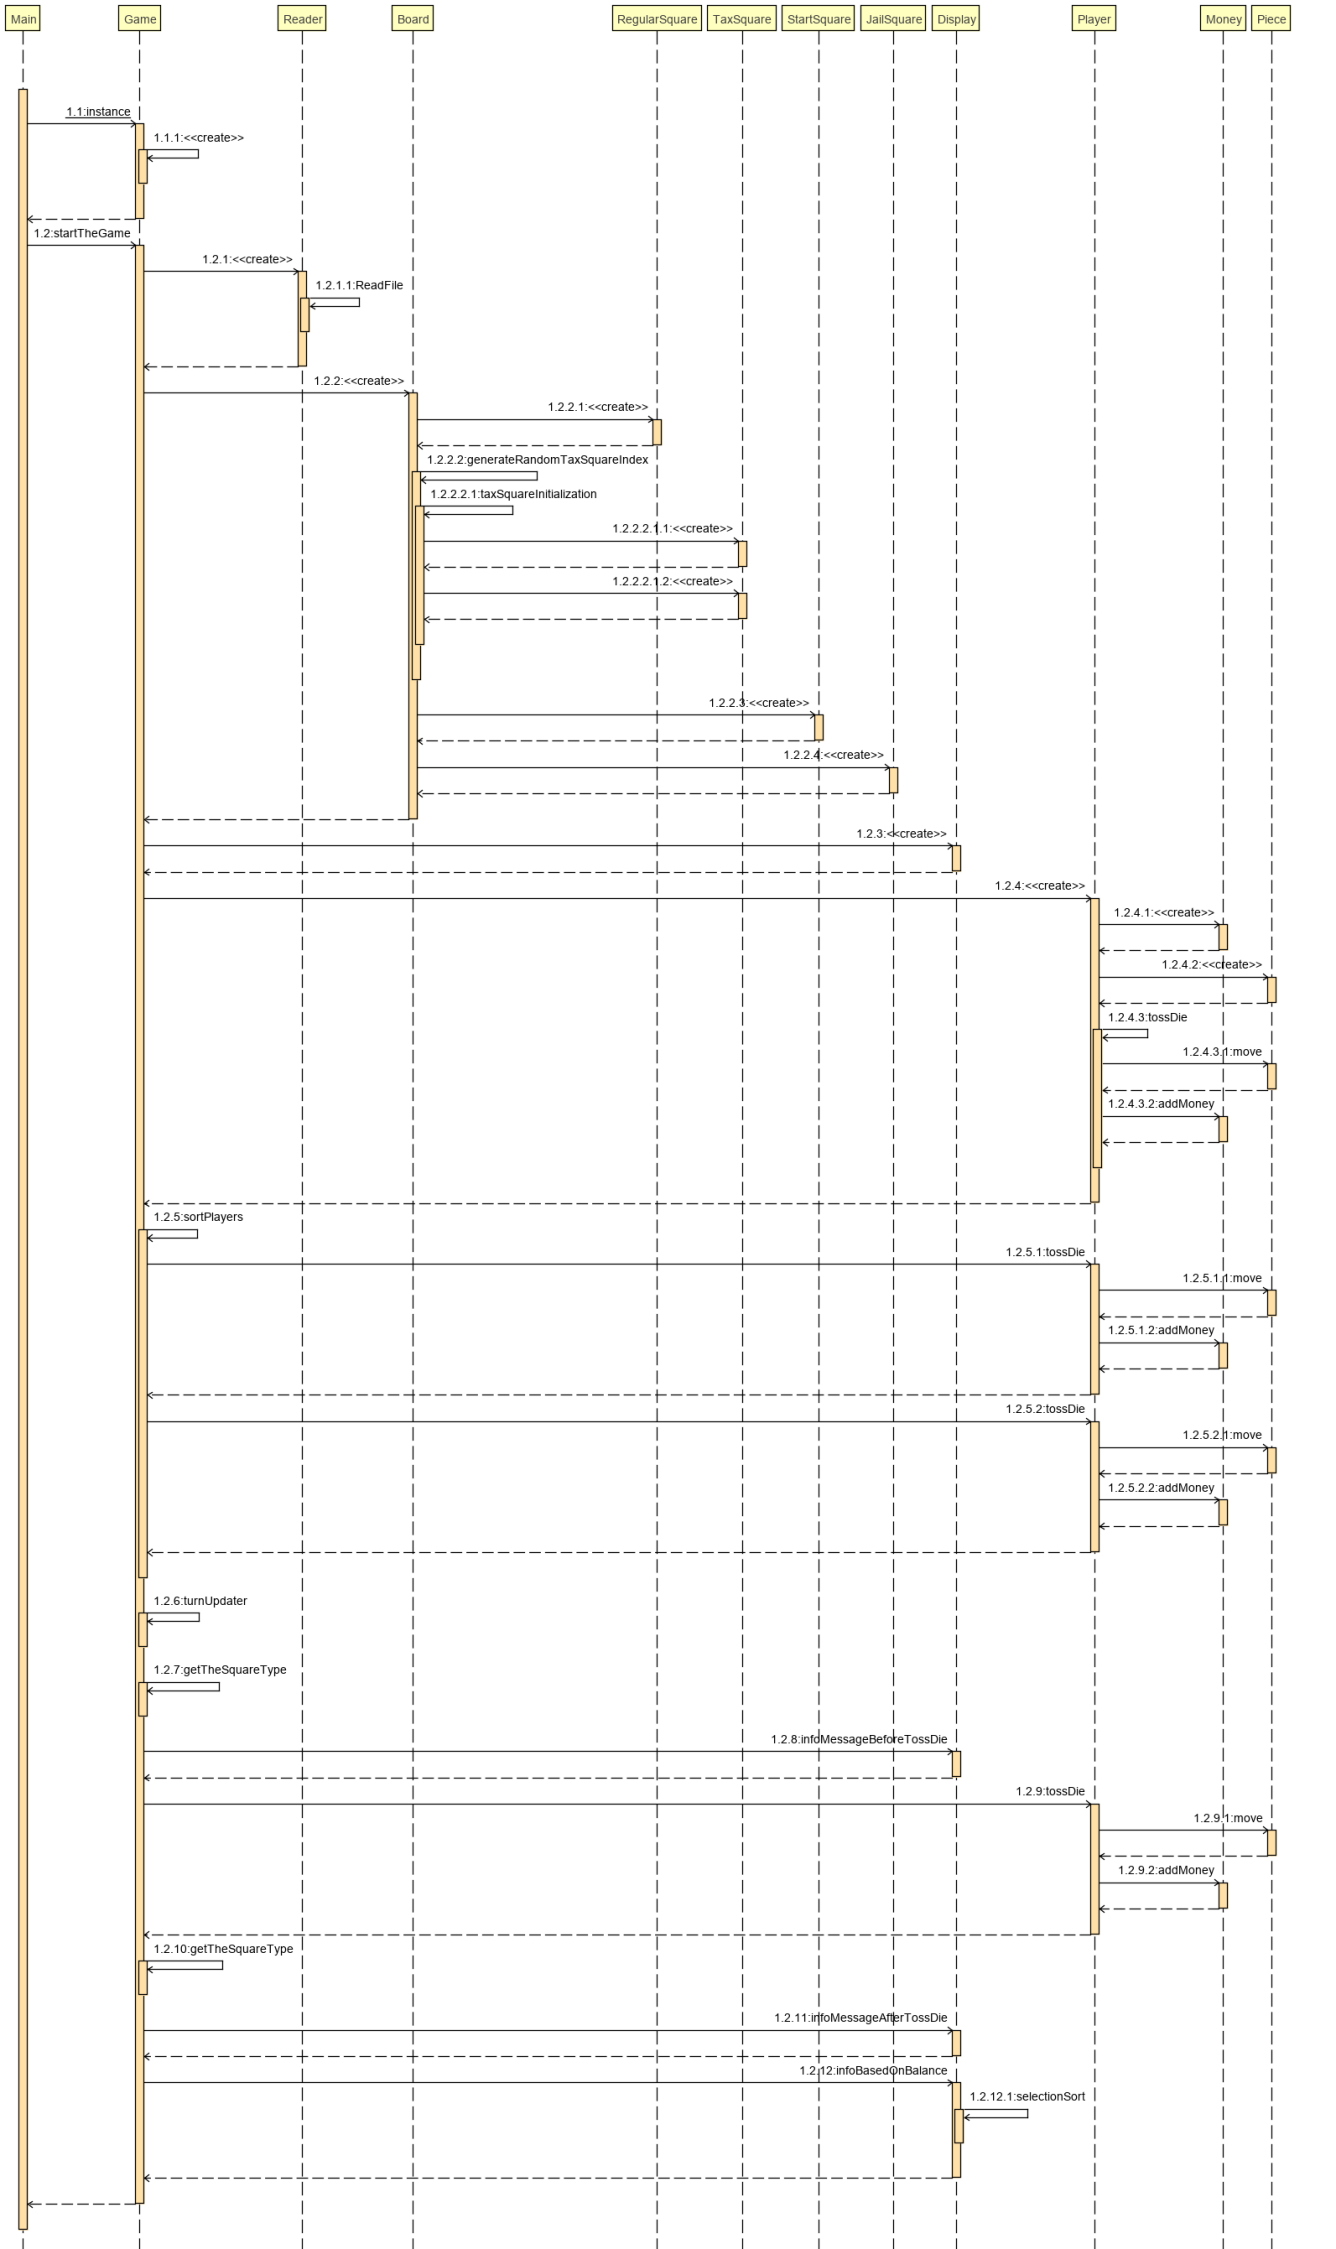 Main
Game
Reader
Board
RegularSquare
TaxSquare
StartSquare
JailSquare
Display
Player
Money
Piece
1.1:instance
1.1.1:<<create>>
1.2:startTheGame
1.2.1:<<create>>
1.2.1.1:ReadFile
1.2.2:<<create>>
1.2.2.1:<<create>>
1.2.2.2:generateRandomTaxSquareIndex
1.2.2.2.1:taxSquareInitialization
1.2.2.2.1.1:<<create>>
1.2.2.2.1.2:<<create>>
1.2.2.3:<<create>>
1.2.2.4:<<create>>
1.2.3:<<create>>
1.2.4:<<create>>
1.2.4.1:<<create>>
1.2.4.2:<<create>>
1.2.4.3:tossDie
1.2.4.3.1:move
1.2.4.3.2:addMoney
1.2.5:sortPlayers
1.2.5.1:tossDie
1.2.5.1.1:move
1.2.5.1.2:addMoney
1.2.5.2:tossDie
1.2.5.2.1:move
1.2.5.2.2:addMoney
1.2.6:turnUpdater
1.2.7:getTheSquareType
1.2.8:infoMessageBeforeTossDie
1.2.9:tossDie
1.2.9.1:move
1.2.9.2:addMoney
1.2.10:getTheSquareType
1.2.11:infoMessageAfterTossDie
1.2.12:infoBasedOnBalance
1.2.12.1:selectionSort